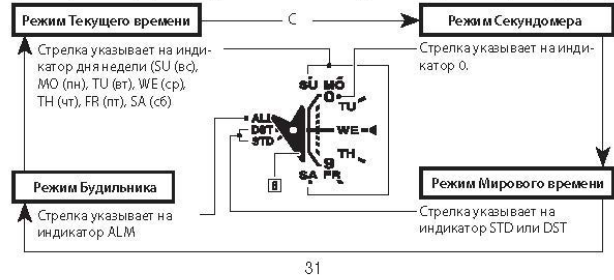 Режим Текущего времени
C
Режим Секундомера
Стрелка указывает на инди-
катор дня недели (SU (вс),
MO (пн), TU (вт), WE (ср),
TH (чт), FR (пт), SA (сб)
Стрелка указывает на инди-
катор 0.
SU MO
0
TU
WE
TH
9
SA FR
DST
STD
6
Режим Будильника
Стрелка указывает на
индикатор ALM
Режим Мирового времени
Стрелка указывает на
индикатор STD или DST
31